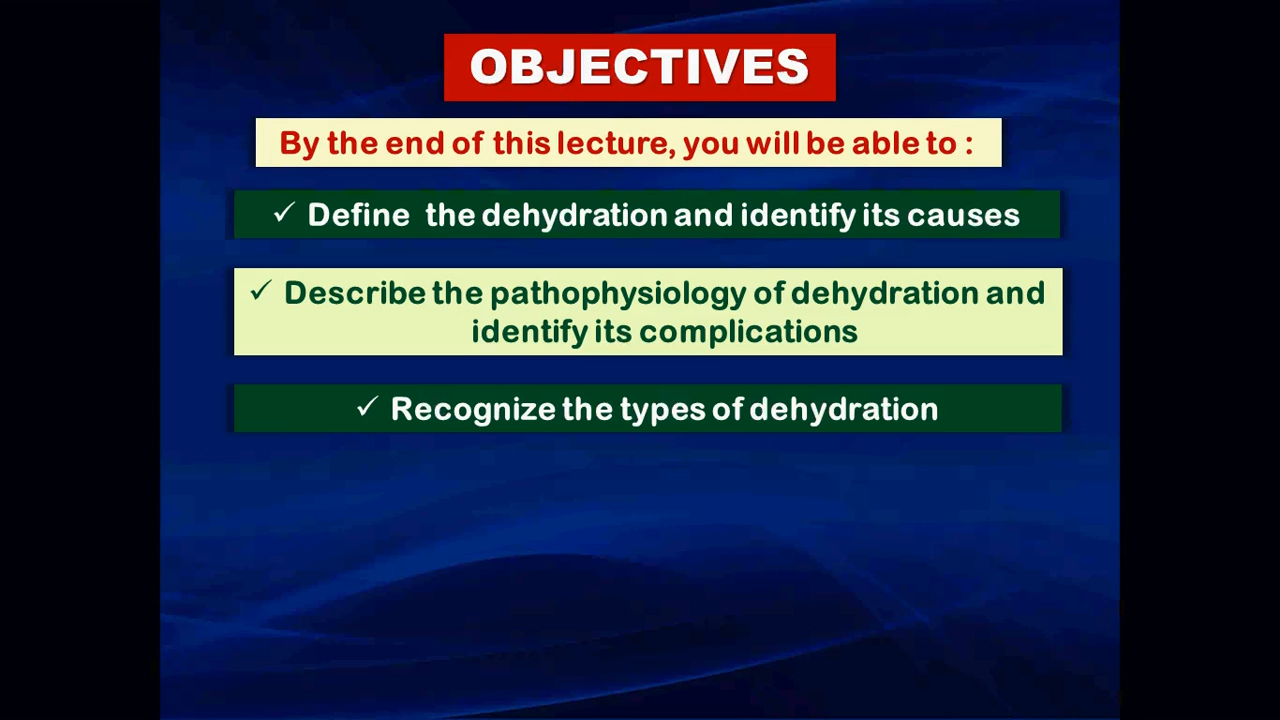 OBJECTIVES
By the end of this lecture, you will be able to :
✓ Define the dehydration and identify its causes
✓ Describe the pathophysiology of dehydration and
identify its complications
✓ Recognize the types of dehydration